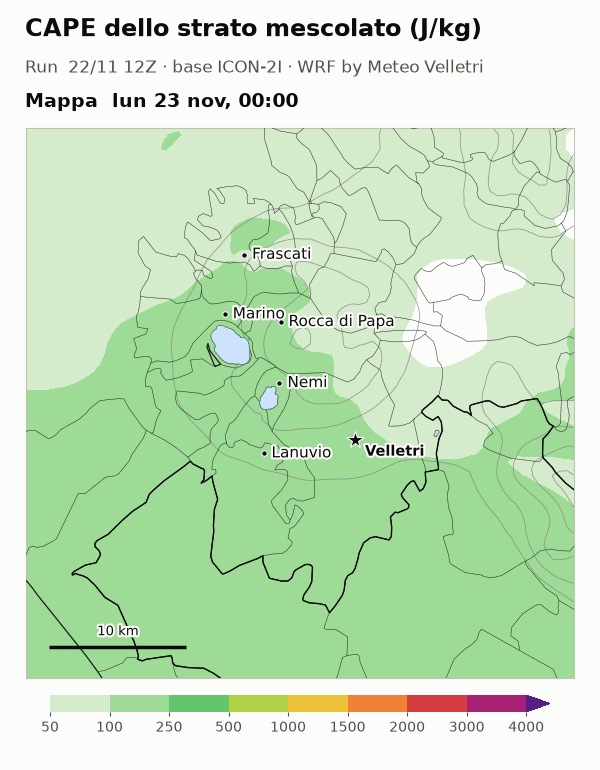 CAPE dello strato mescolato (J/kg)
Run  22/11 12Z · base ICON-2I · WRF by Meteo Velletri
Mappa  lun 23 nov, 00:00
Frascati
Marino
Rocca di Papa
Nemi
Velletri
Lanuvio
10 km
50 100 250 500 1000 1500 2000 3000 4000